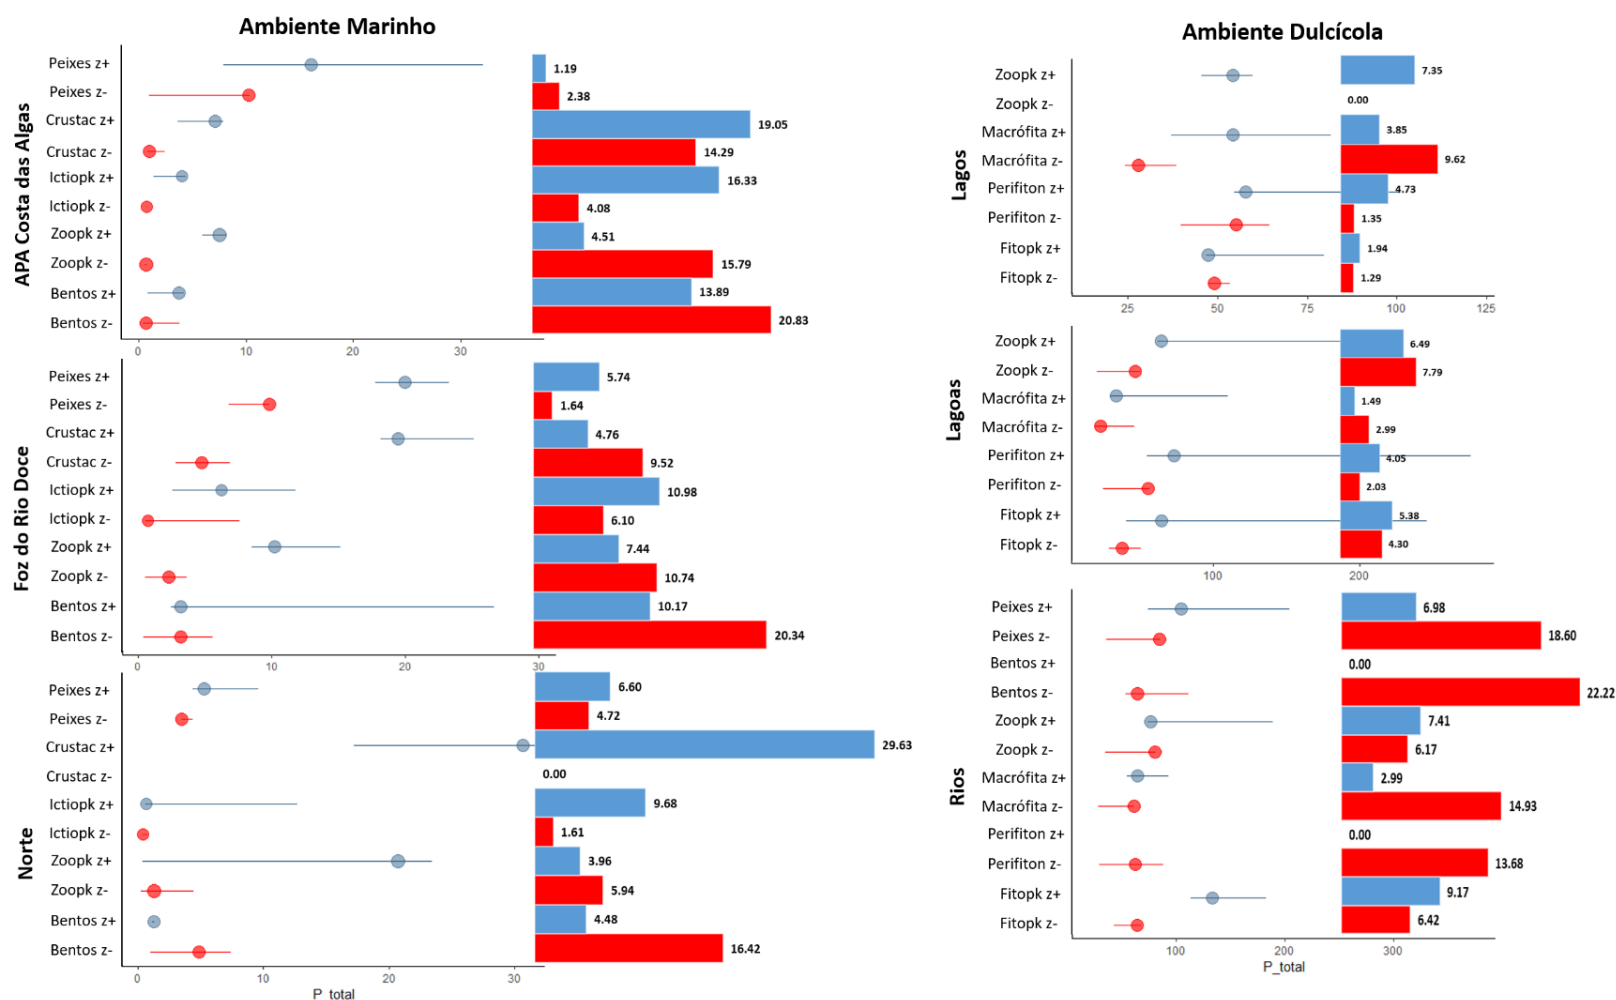 Ambiente Marinho
APA Costa das Algas
Peixes z+ 1.19
Peixes z- 2.38
Crustac z+ 19.05
Crustac z- 14.29
Ictiopk z+ 16.33
Ictiopk z- 4.08
Zoopk z+ 4.51
Zoopk z- 15.79
Bentos z+ 13.89
Bentos z- 20.83
0 10 20 30
Foz do Rio Doce
Peixes z+ 5.74
Peixes z- 1.64
Crustac z+ 4.76
Crustac z- 9.52
Ictiopk z+ 10.98
Ictiopk z- 6.10
Zoopk z+ 7.44
Zoopk z- 10.74
Bentos z+ 10.17
Bentos z- 20.34
0 10 20 30
Norte
Peixes z+ 6.60
Peixes z- 4.72
Crustac z+ 29.63
Crustac z- 0.00
Ictiopk z+ 9.68
Ictiopk z- 1.61
Zoopk z+ 3.96
Zoopk z- 5.94
Bentos z+ 4.48
Bentos z- 16.42
0 10 20 30
P_total
Ambiente Dulcícola
Lagos
Zoopk z+ 7.35
Zoopk z- 0.00
Macrófita z+ 3.85
Macrófita z- 9.62
Perifiton z+ 4.73
Perifiton z- 1.35
Fitopk z+ 1.94
Fitopk z- 1.29
25 50 75 100 125
Lagoas
Zoopk z+ 6.49
Zoopk z- 7.79
Macrófita z+ 1.49
Macrófita z- 2.99
Perifiton z+ 4.05
Perifiton z- 2.03
Fitopk z+ 5.38
Fitopk z- 4.30
100 200
Rios
Peixes z+ 6.98
Peixes z- 18.60
Bentos z+ 0.00
Bentos z- 22.22
Zoopk z+ 7.41
Zoopk z- 6.17
Macrófita z+ 2.99
Macrófita z- 14.93
Perifiton z+ 0.00
Perifiton z- 13.68
Fitopk z+ 9.17
Fitopk z- 6.42
100 200 300
P_total